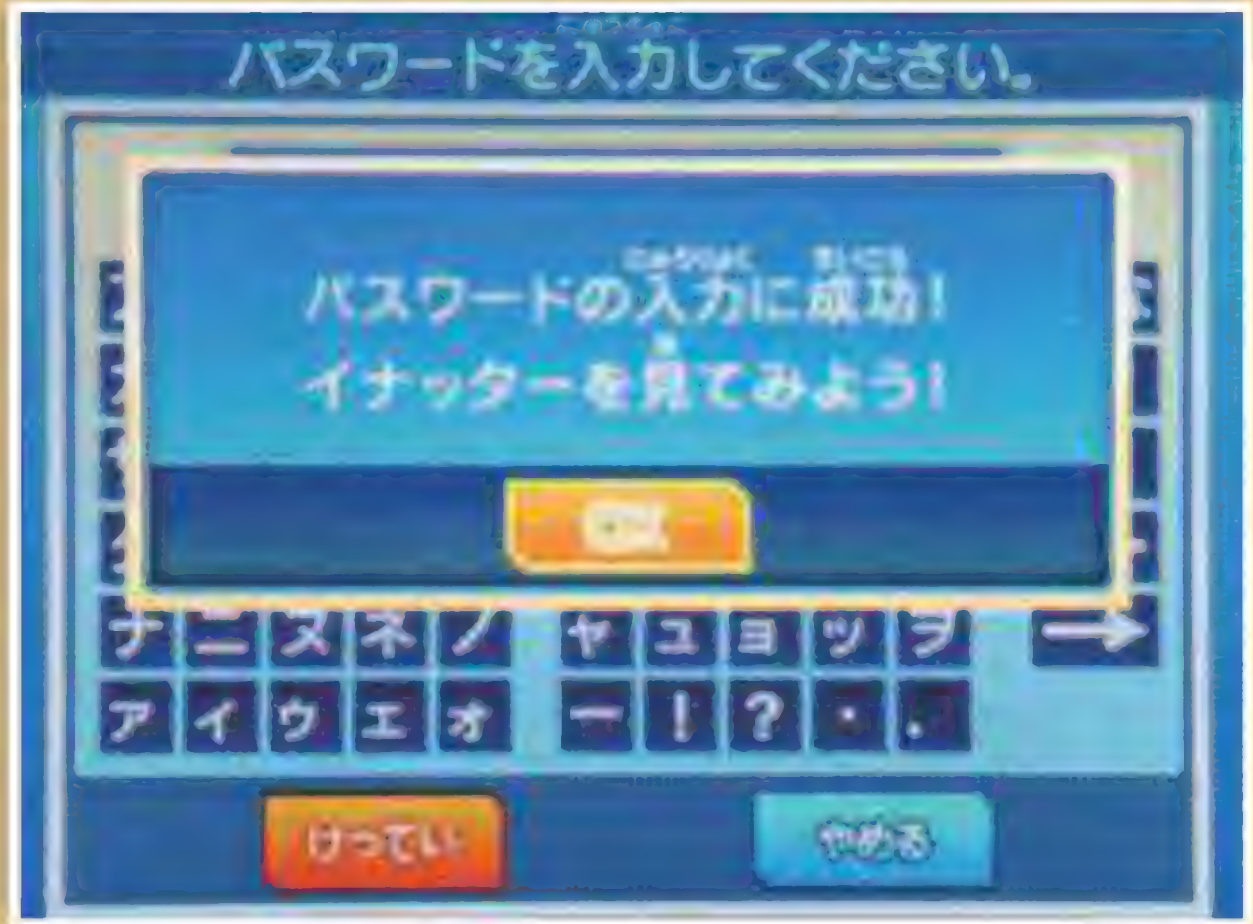 パスワードを入力してください。
パスワードの入力に成功!
イナッターを見てみよう!
OK
ナ ニ ヌ ネ ノ ヤ ユ ヨ ッ ヲ →
ア イ ウ エ オ ー ! ? ・ .
けってい
やめる